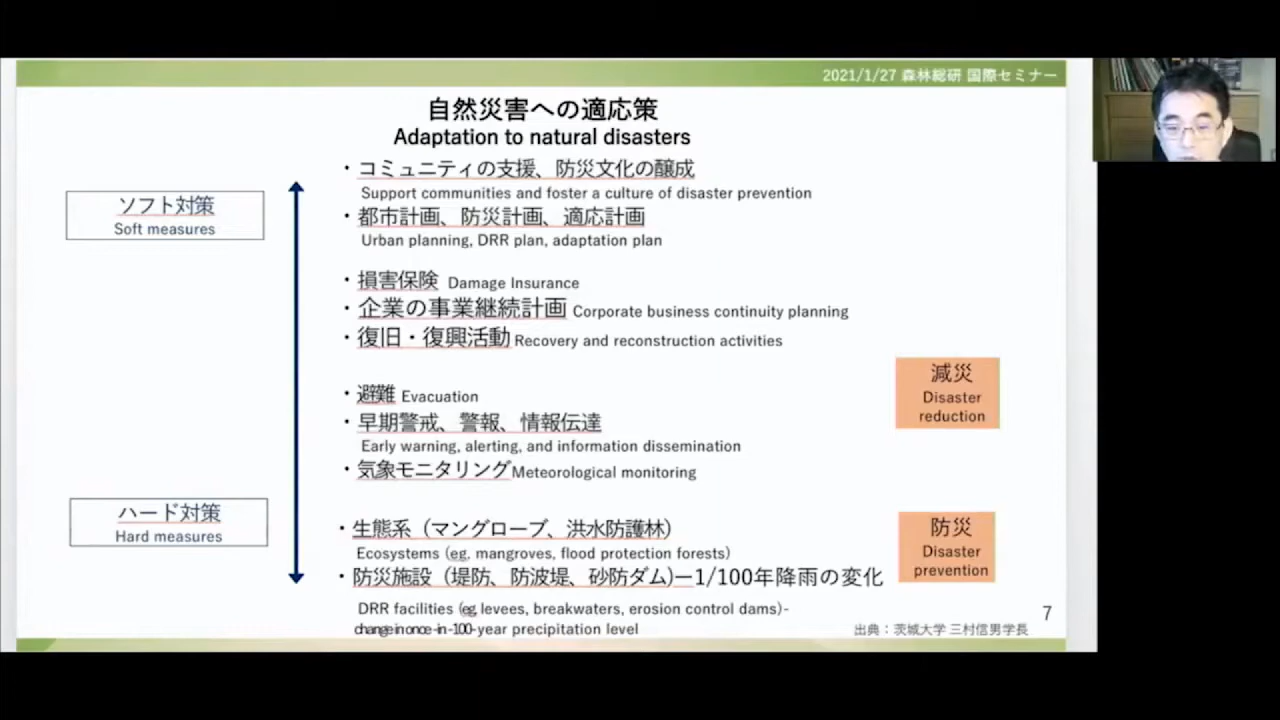 2021/1/27 森林総研 国際セミナー
自然災害への適応策
Adaptation to natural disasters
・コミュニティの支援、防災文化の醸成
Support communities and foster a culture of disaster prevention
・都市計画、防災計画、適応計画
Urban planning, DRR plan, adaptation plan
ソフト対策
Soft measures
・損害保険 Damage Insurance
・企業の事業継続計画 Corporate business continuity planning
・復旧・復興活動 Recovery and reconstruction activities
減災
Disaster
reduction
・避難 Evacuation
・早期警戒、警報、情報伝達
Early warning, alerting, and information dissemination
・気象モニタリング Meteorological monitoring
ハード対策
Hard measures
・生態系（マングローブ、洪水防護林）
Ecosystems (eg. mangroves, flood protection forests)
防災
Disaster
prevention
・防災施設（堤防、防波堤、砂防ダム)ー1/100年降雨の変化
DRR facilities (eg. levees, breakwaters, erosion control dams)-
change in once-in-100-year precipitation level
7
出典：茨城大学 三村信男学長